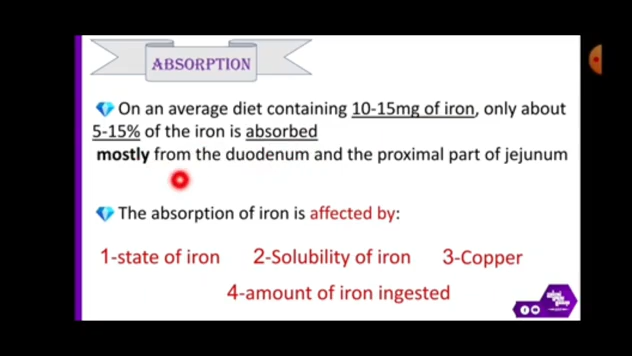 ABSORPTION
On an average diet containing 10-15mg of iron, only about
5-15% of the iron is absorbed
mostly from the duodenum and the proximal part of jejunum
The absorption of iron is affected by:
1-state of iron 2-Solubility of iron 3-Copper
4-amount of iron ingested